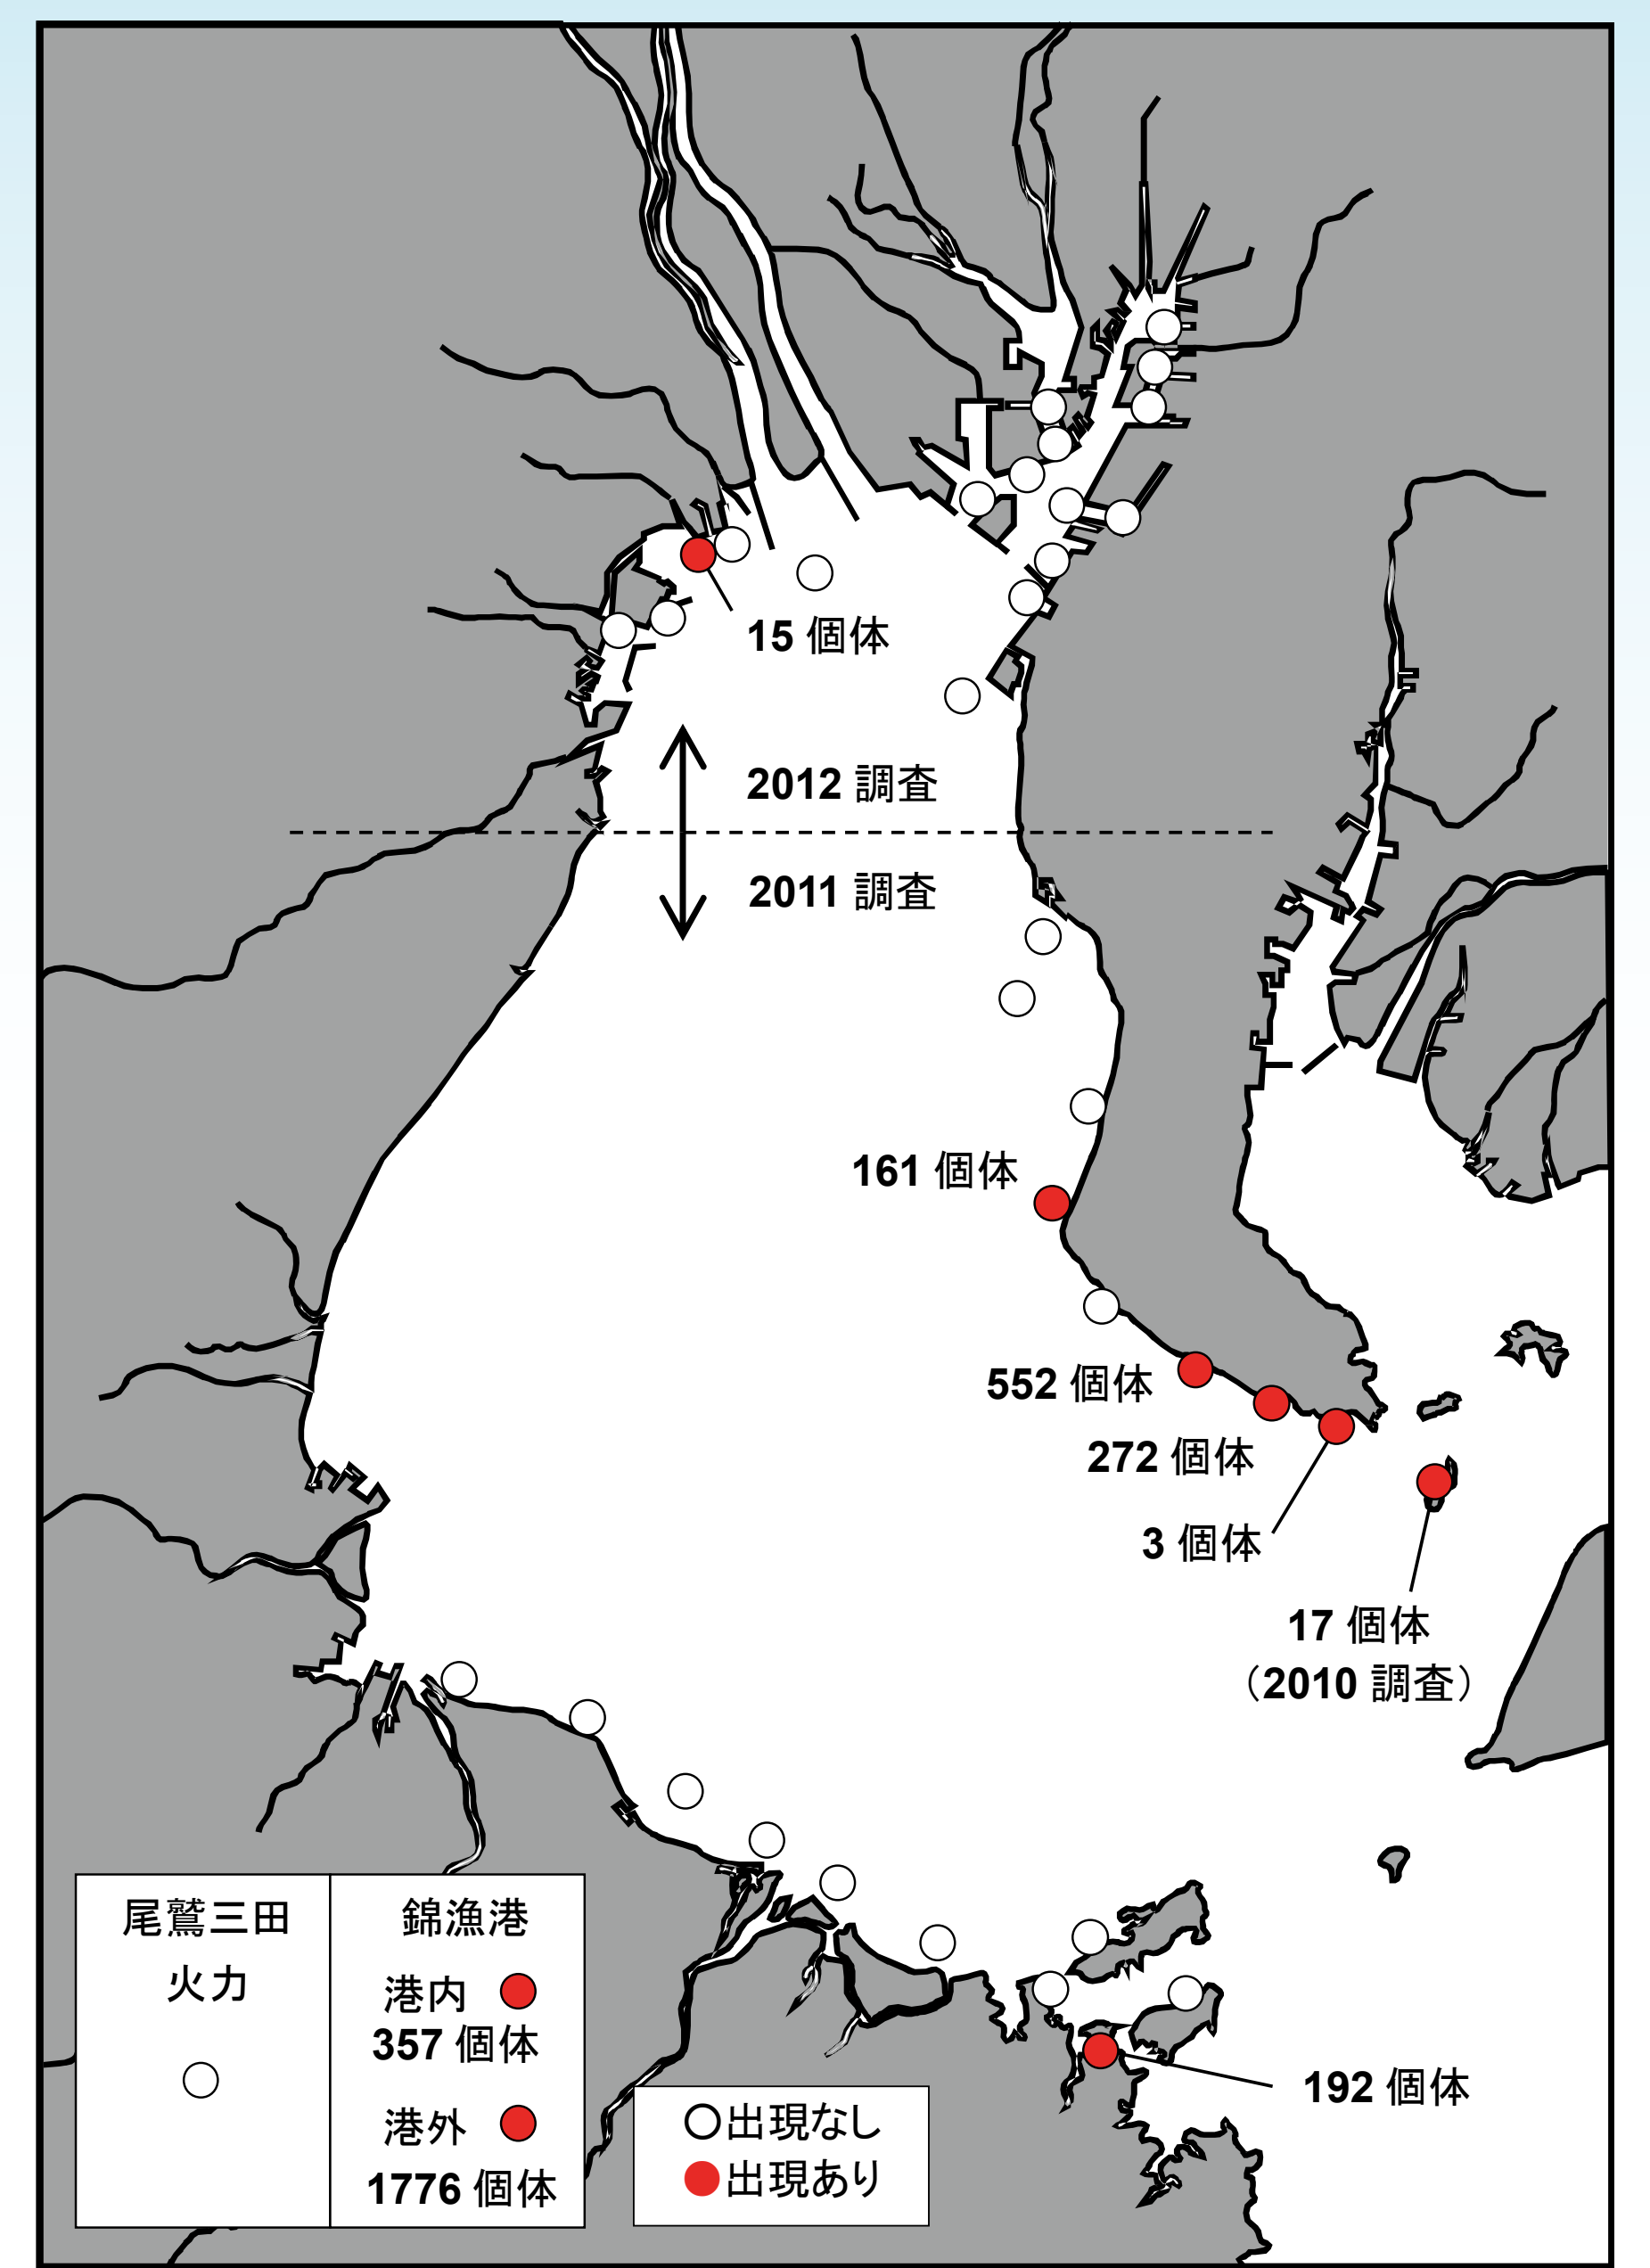 15 個体
2012 調査
2011 調査
161 個体
552 個体
272 個体
3 個体
17 個体
（2010 調査）
尾鷲三田
火力
錦漁港
港内
357 個体
港外
1776 個体
出現なし
出現あり
192 個体